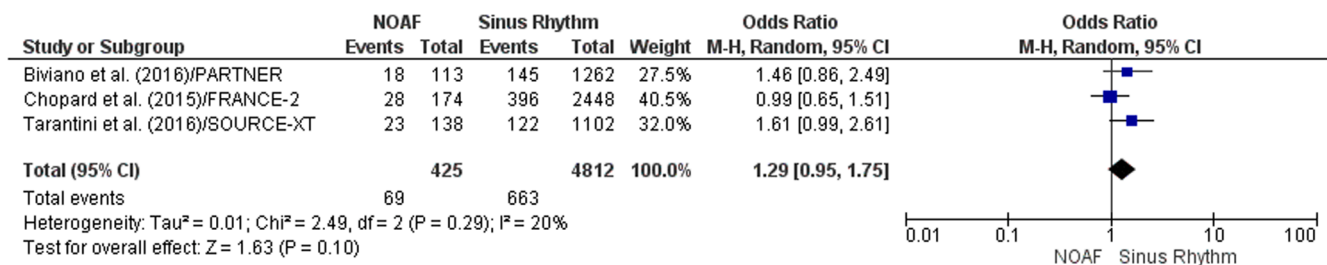 NOAF Sinus Rhythm Odds Ratio Odds Ratio
Study or Subgroup Events Total Events Total Weight M-H, Random, 95% CI M-H, Random, 95% CI
Biviano et al. (2016)/PARTNER 18 113 145 1262 27.5% 1.46 [0.86, 2.49]
Chopard et al. (2015)/FRANCE-2 28 174 396 2448 40.5% 0.99 [0.65, 1.51]
Tarantini et al. (2016)/SOURCE-XT 23 138 122 1102 32.0% 1.61 [0.99, 2.61]
Total (95% CI) 425 4812 100.0% 1.29 [0.95, 1.75]
Total events 69 663
Heterogeneity: Tau² = 0.01; Chi² = 2.49, df = 2 (P = 0.29); I² = 20%
Test for overall effect: Z = 1.63 (P = 0.10)
0.01 0.1 1 10 100
NOAF Sinus Rhythm